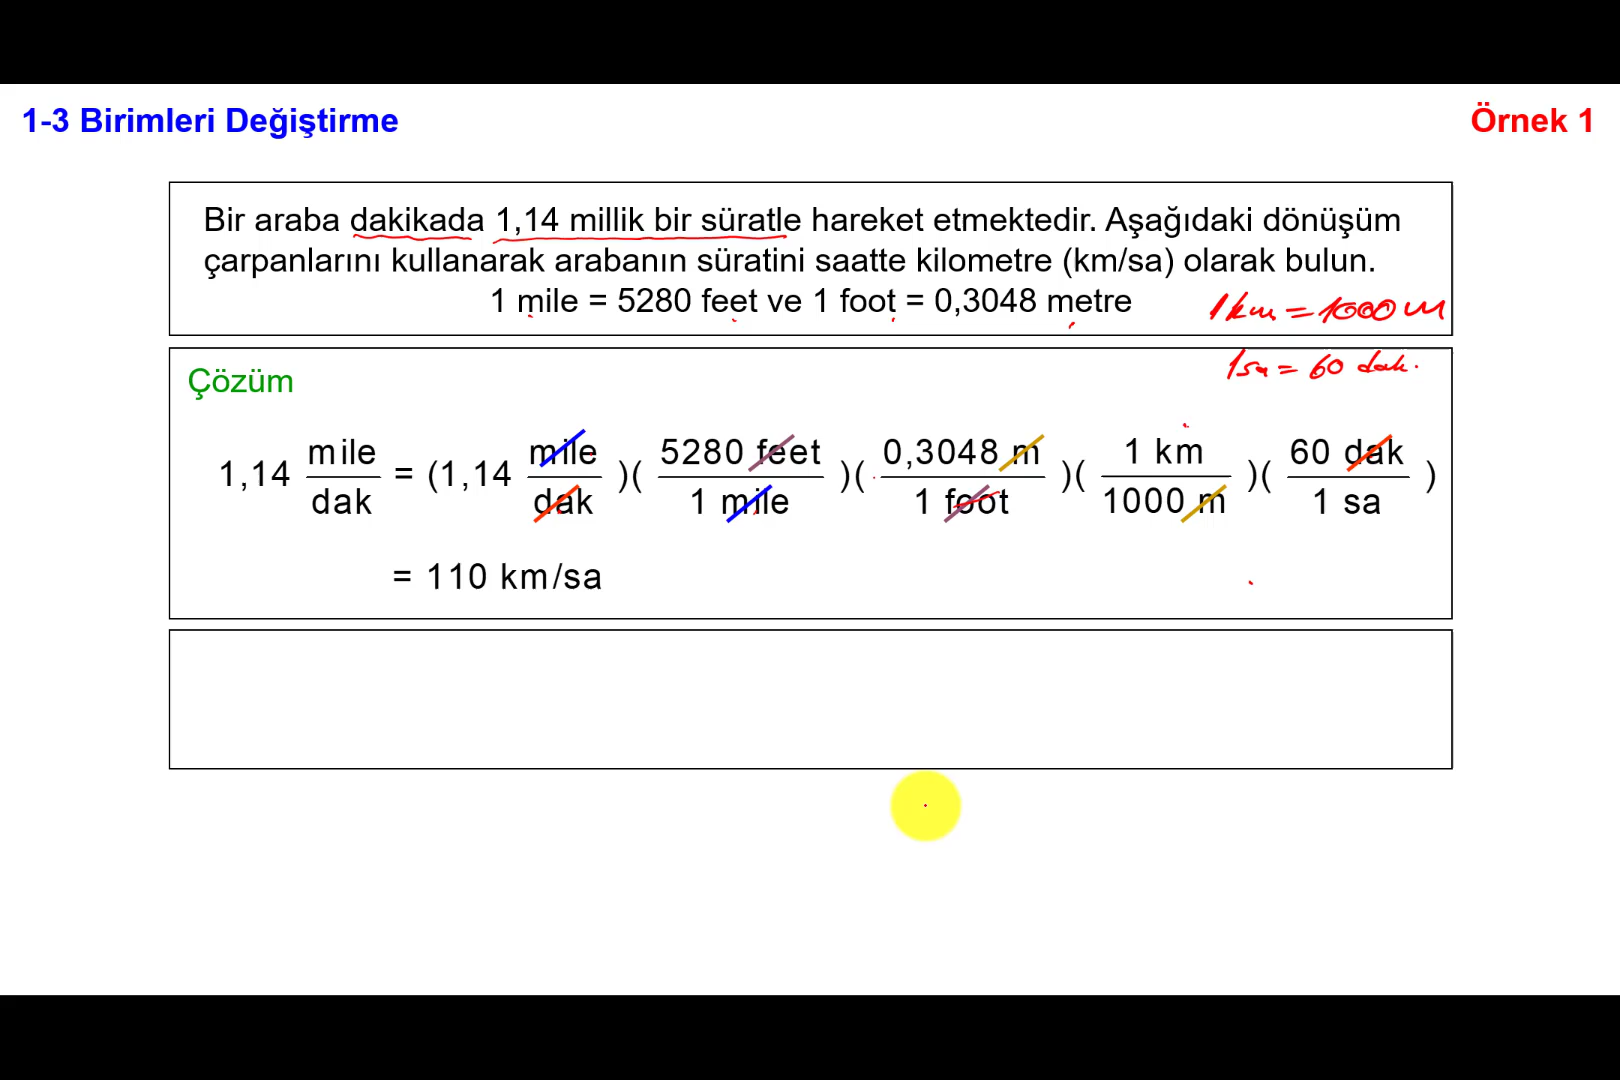 1-3 Birimleri Değiştirme
Örnek 1
Bir araba dakikada 1,14 millik bir süratle hareket etmektedir. Aşağıdaki dönüşüm
çarpanlarını kullanarak arabanın süratini saatte kilometre (km/sa) olarak bulun.
1 mile = 5280 feet ve 1 foot = 0,3048 metre
1km = 1000 m
1sa = 60 dak.
Çözüm
1,14 mile/dak = (1,14 mile/dak)(5280 feet/1 mile)(0,3048 m/1 foot)(1 km/1000 m)(60 dak/1 sa)
= 110 km/sa